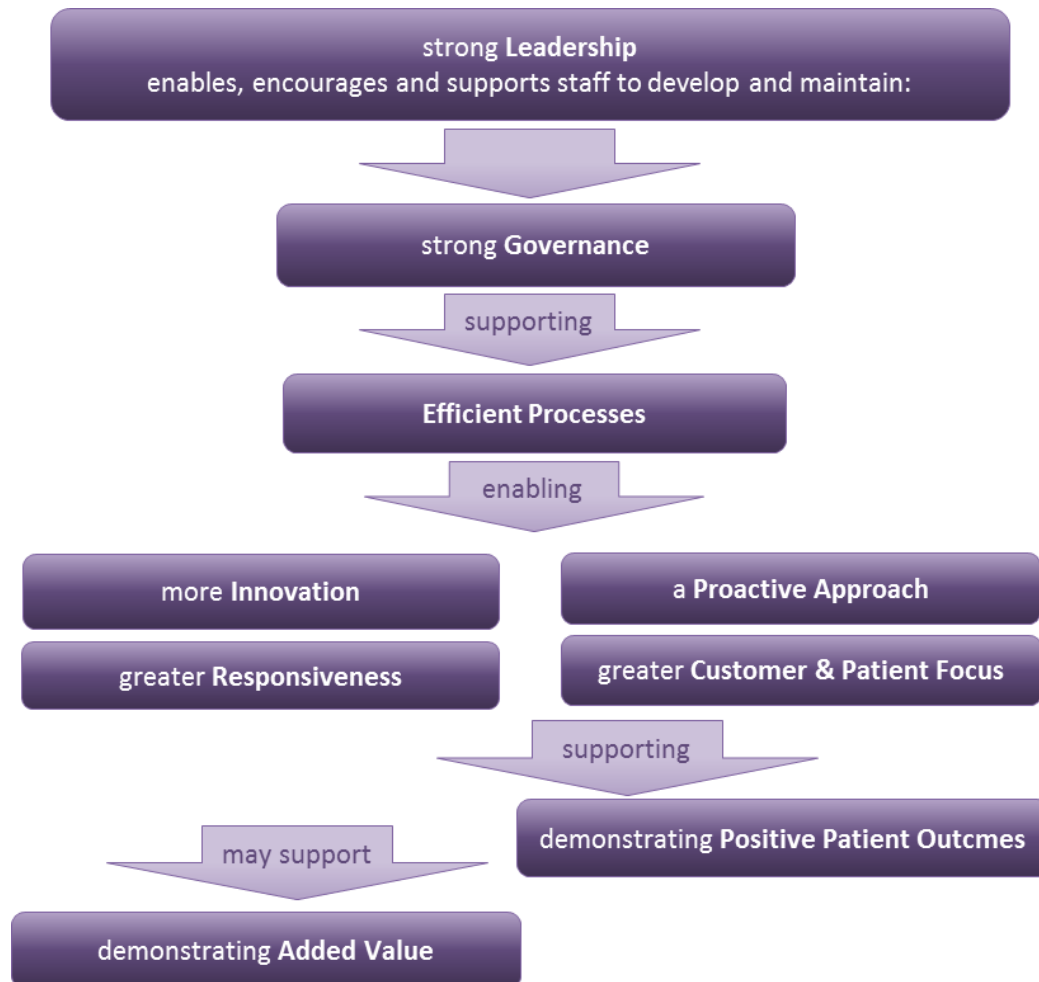 strong Leadership
enables, encourages and supports staff to develop and maintain:
strong Governance
supporting
Efficient Processes
enabling
more Innovation
a Proactive Approach
greater Responsiveness
greater Customer & Patient Focus
supporting
demonstrating Positive Patient Outcmes
may support
demonstrating Added Value